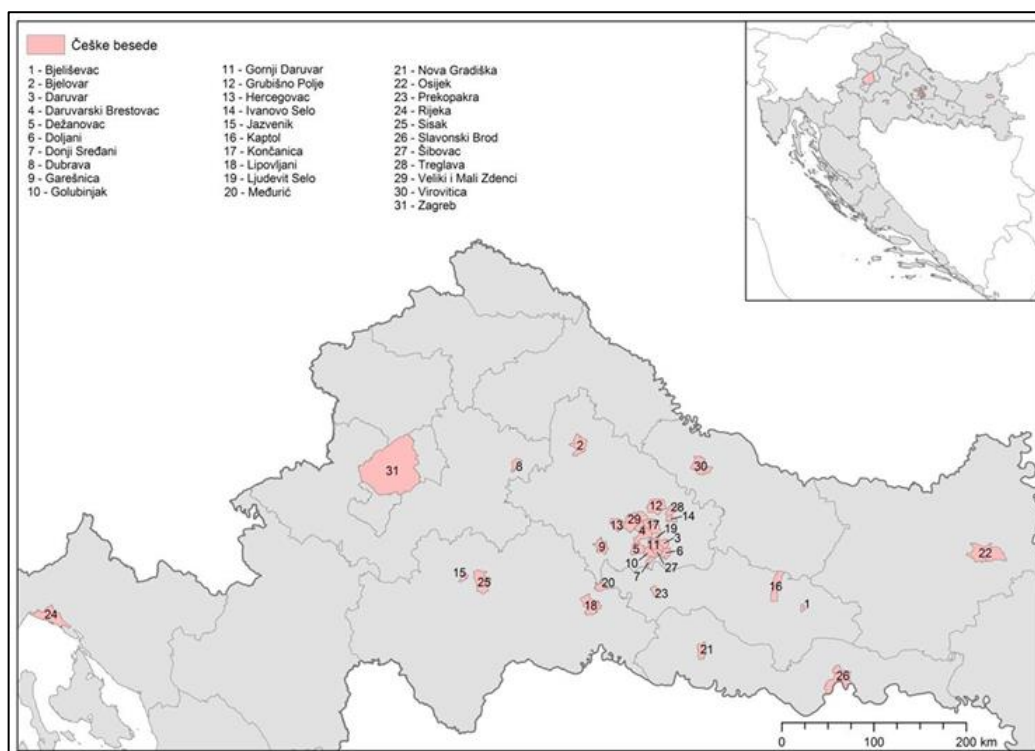 Češke besede
1 - Bjeliševac
2 - Bjelovar
3 - Daruvar
4 - Daruvarski Brestovac
5 - Dežanovac
6 - Doljani
7 - Donji Sređani
8 - Dubrava
9 - Garešnica
10 - Golubinjak
11 - Gornji Daruvar
12 - Grubišno Polje
13 - Hercegovac
14 - Ivanovo Selo
15 - Jazvenik
16 - Kaptol
17 - Končanica
18 - Lipovljani
19 - Ljudevit Selo
20 - Međurić
21 - Nova Gradiška
22 - Osijek
23 - Prekopakra
24 - Rijeka
25 - Sisak
26 - Slavonski Brod
27 - Šibovac
28 - Treglava
29 - Veliki i Mali Zdenci
30 - Virovitica
31 - Zagreb
2
31
8
30
12
28
29
14
13
4
17
19
3
9
5
11
6
10
27
7
22
15
25
20
23
16
18
1
24
21
26
0 100 200 km